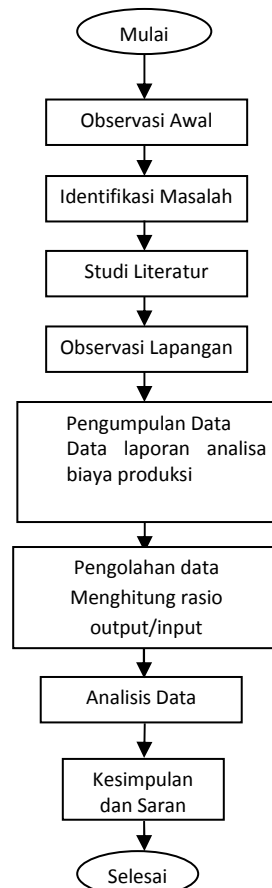 Mulai
Observasi Awal
Identifikasi Masalah
Studi Literatur
Observasi Lapangan
Pengumpulan Data
Data laporan analisa
biaya produksi
Pengolahan data
Menghitung rasio
output/input
Analisis Data
Kesimpulan
dan Saran
Selesai